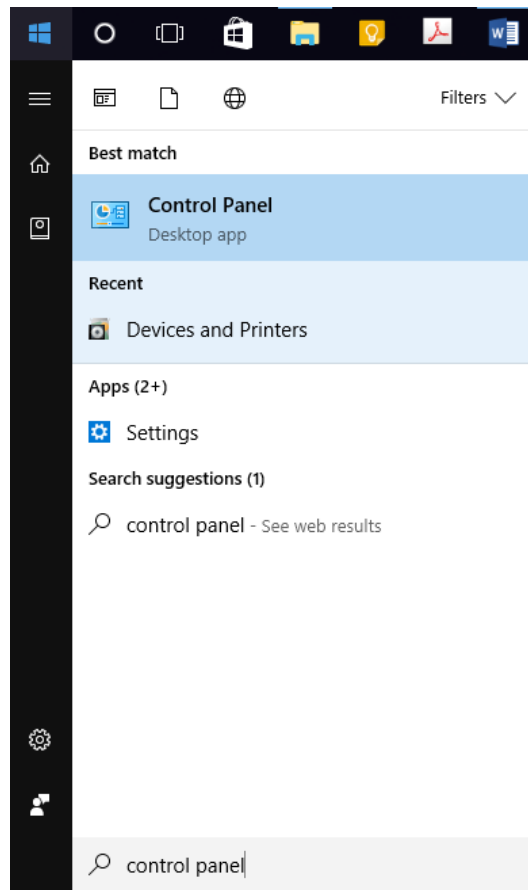 Filters
Best match
Control Panel
Desktop app
Recent
Devices and Printers
Apps (2+)
Settings
Search suggestions (1)
control panel - See web results
control panel